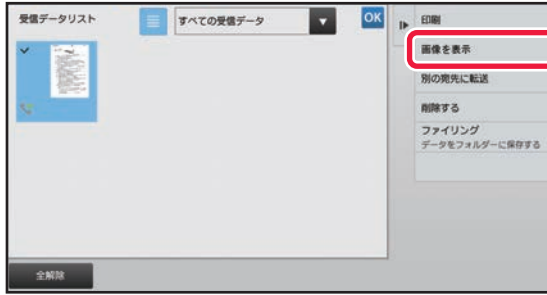 受信データリスト
すべての受信データ
OK
印刷
画像を表示
別の宛先に転送
削除する
ファイリング
データをフォルダーに保存する
全解除